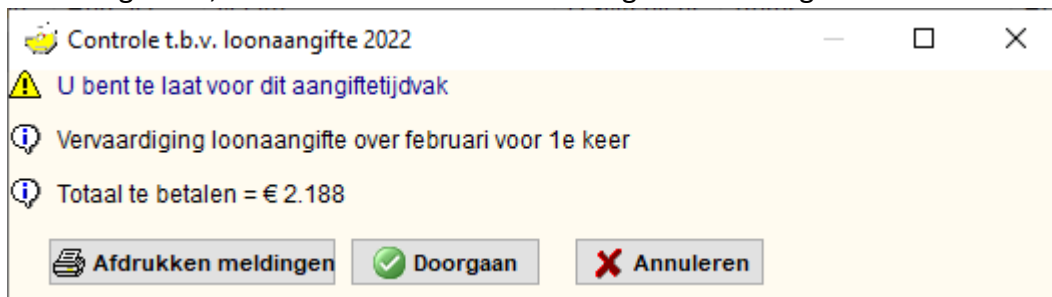 Controle t.b.v. loonaangifte 2022
U bent te laat voor dit aangiftetijdvak
Vervaardiging loonaangifte over februari voor 1e keer
Totaal te betalen = € 2.188
Afdrukken meldingen Doorgaan Annuleren